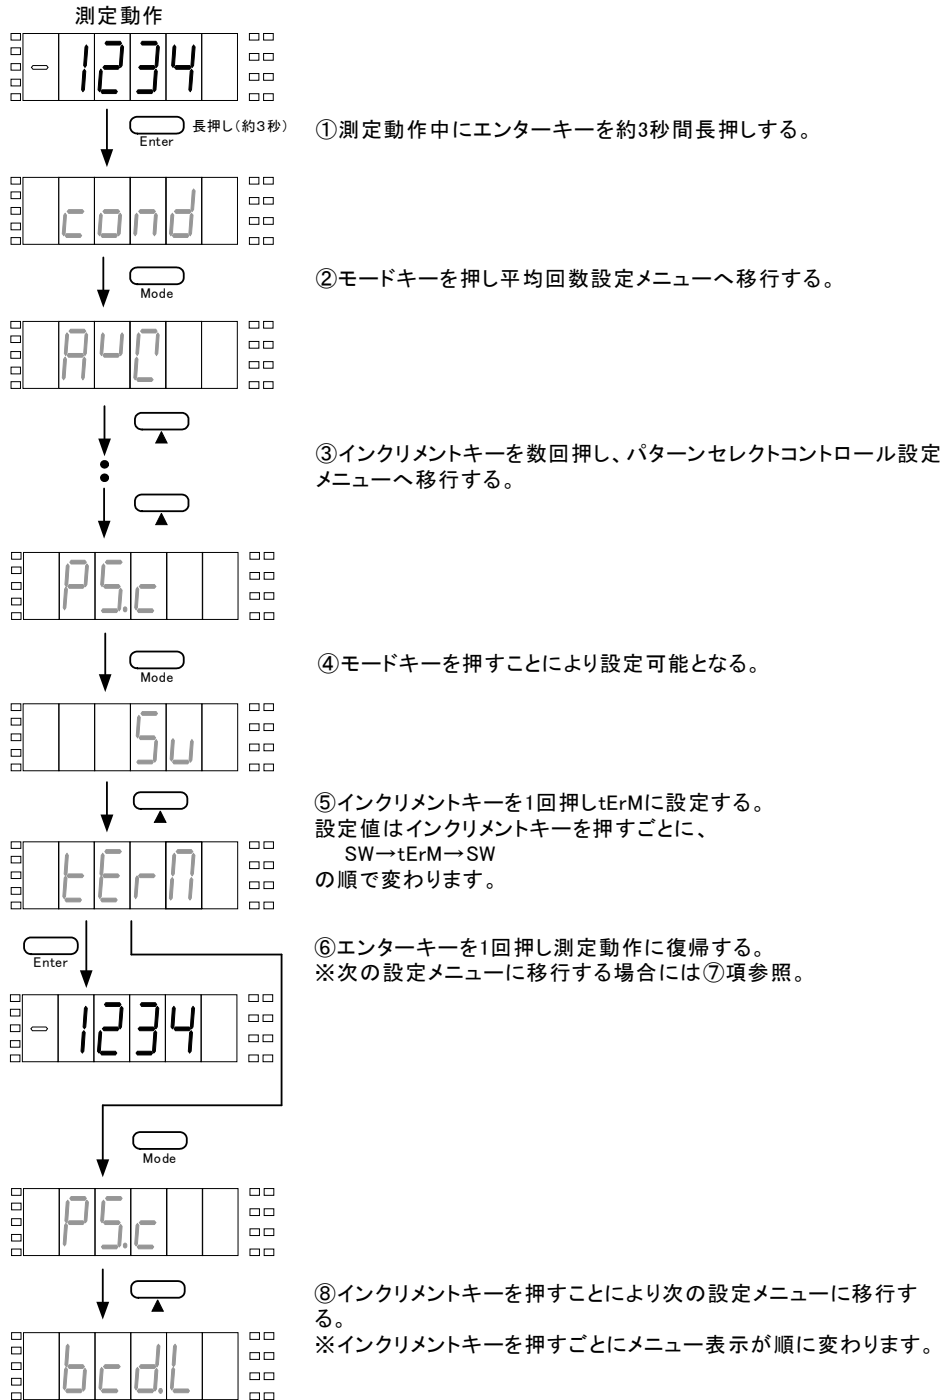 測定動作
- 1234
長押し(約3秒)
Enter
①測定動作中にエンターキーを約3秒間長押しする。
cond
Mode
②モードキーを押し平均回数設定メニューへ移行する。
③インクリメントキーを数回押し、パターンセレクトコントロール設定
メニューへ移行する。
PS.c
Mode
④モードキーを押すことにより設定可能となる。
Su
⑤インクリメントキーを1回押しtErMに設定する。
設定値はインクリメントキーを押すごとに、
SW→tErM→SW
の順で変わります。
tErM
Enter
⑥エンターキーを1回押し測定動作に復帰する。
※次の設定メニューに移行する場合には⑦項参照。
- 1234
Mode
PS.c
⑧インクリメントキーを押すことにより次の設定メニューに移行す
る。
※インクリメントキーを押すごとにメニュー表示が順に変わります。
bcd.L